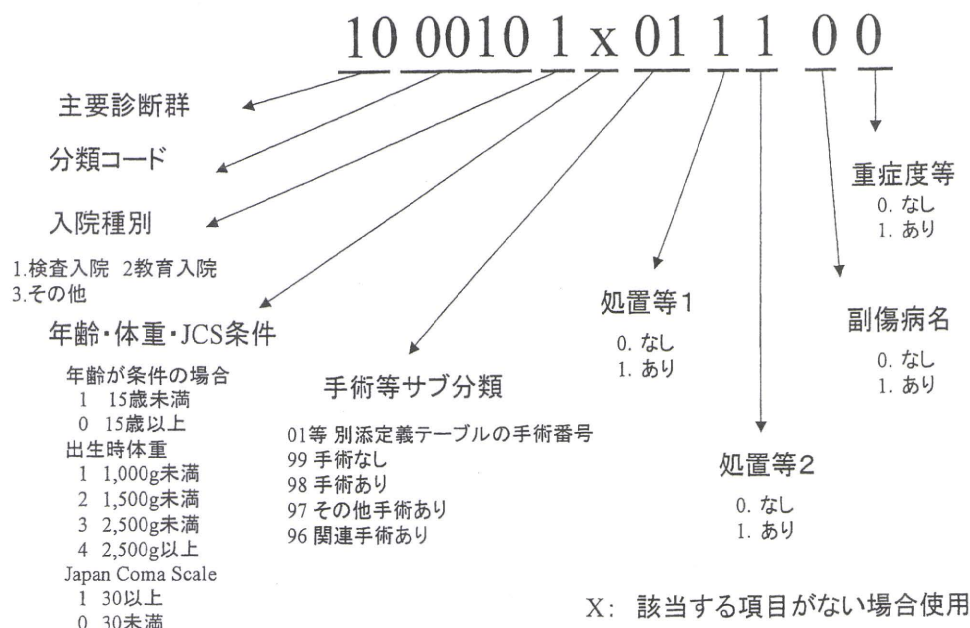 10 0010 1 x 01 1 1 0 0
主要診断群
分類コード
入院種別
1.検査入院 2教育入院
3.その他
年齢・体重・JCS条件
年齢が条件の場合
1 15歳未満
0 15歳以上
出生時体重
1 1,000g未満
2 1,500g未満
3 2,500g未満
4 2,500g以上
Japan Coma Scale
1 30以上
0 30未満
手術等サブ分類
01等 別添定義テーブルの手術番号
99 手術なし
98 手術あり
97 その他手術あり
96 関連手術あり
処置等1
0. なし
1. あり
処置等2
0. なし
1. あり
重症度等
0. なし
1. あり
副傷病名
0. なし
1. あり
X: 該当する項目がない場合使用